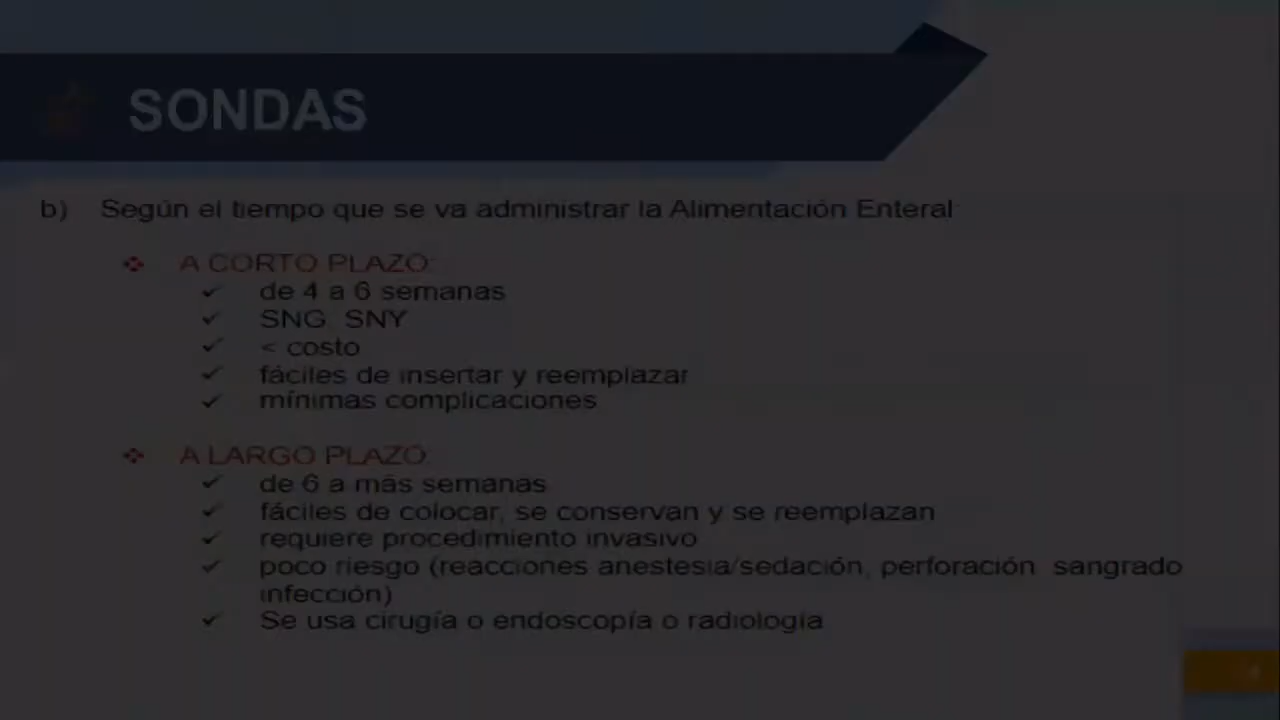 SONDAS
b) Según el tiempo que se va administrar la Alimentación Enteral
A CORTO PLAZO:
de 4 a 6 semanas
SNG, SNY
< costo
fáciles de insertar y reemplazar
mínimas complicaciones
A LARGO PLAZO:
de 6 a más semanas
fáciles de colocar, se conservan y se reemplazan
requiere procedimiento invasivo
poco riesgo (reacciones anestesia/sedación, perforación, sangrado
infección)
Se usa cirugía o endoscopía o radiología